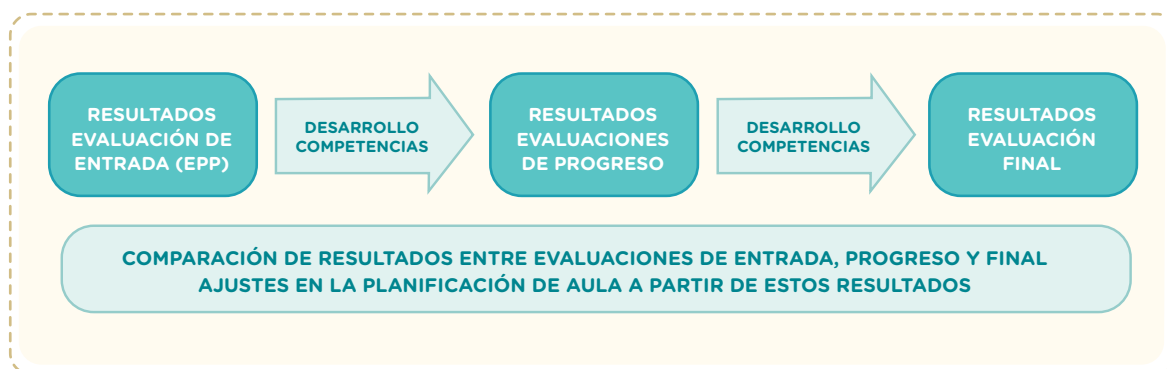 RESULTADOS
EVALUACIÓN DE
ENTRADA (EPP)
DESARROLLO
COMPETENCIAS
RESULTADOS
EVALUACIONES
DE PROGRESO
DESARROLLO
COMPETENCIAS
RESULTADOS
EVALUACIÓN
FINAL
COMPARACIÓN DE RESULTADOS ENTRE EVALUACIONES DE ENTRADA, PROGRESO Y FINAL
AJUSTES EN LA PLANIFICACIÓN DE AULA A PARTIR DE ESTOS RESULTADOS